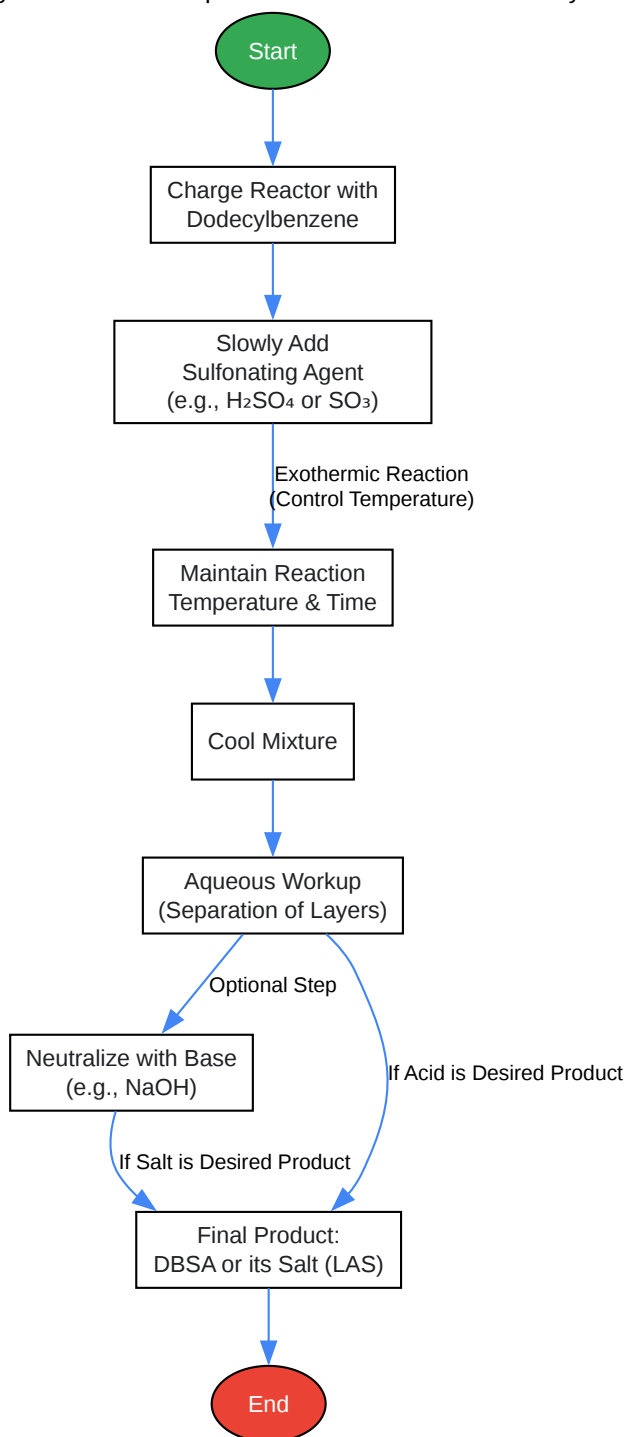 Start
Charge Reactor with
Dodecylbenzene
Slowly Add
Sulfonating Agent
(e.g., H₂SO₄ or SO₃)
Exothermic Reaction
(Control Temperature)
Maintain Reaction
Temperature & Time
Cool Mixture
Aqueous Workup
(Separation of Layers)
Optional Step
Neutralize with Base
(e.g., NaOH)
If Acid is Desired Product
If Salt is Desired Product
Final Product:
DBSA or its Salt (LAS)
End